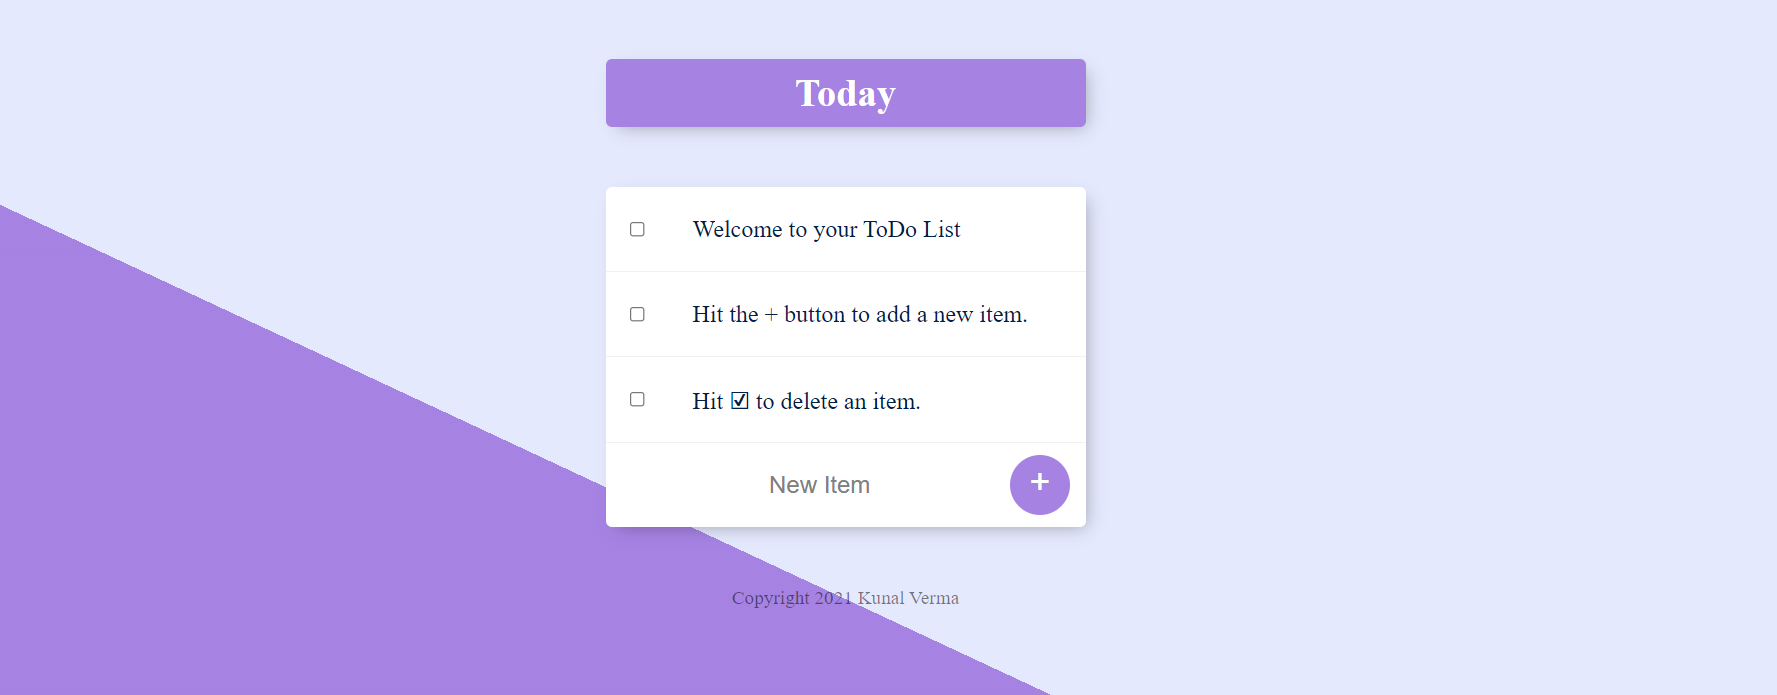 Today
Welcome to your ToDo List
Hit the + button to add a new item.
Hit ☑ to delete an item.
New Item
+
Copyright 2021 Kunal Verma